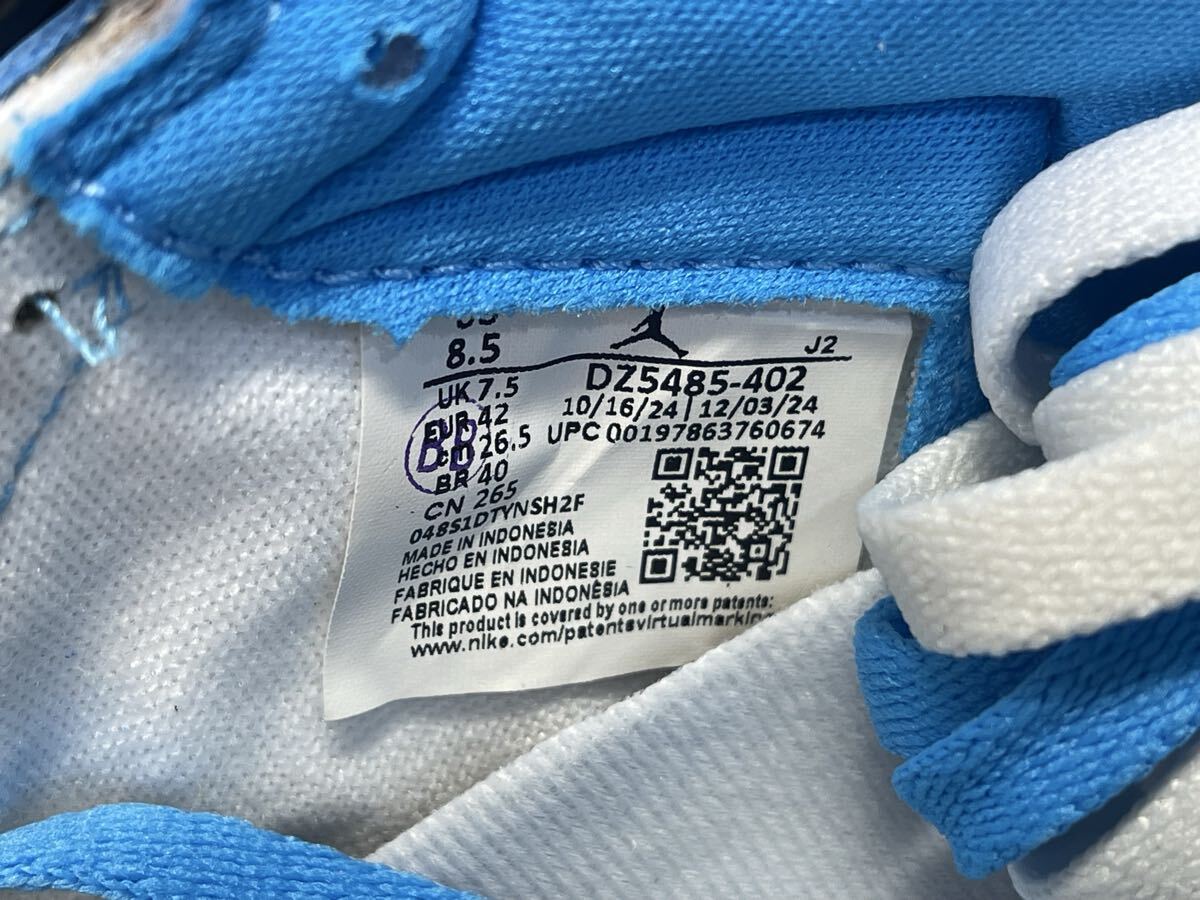 8.5
J2
UK 7.5
DZ5485-402
EUR 42
10/16/24 | 12/03/24
cm 26.5
UPC 00197863760674
BR 40
BB
CN 265
048S1DTYNSH2F
MADE IN INDONESIA
HECHO EN INDONESIA
FABRIQUE EN INDONESIE
FABRICADO NA INDONÉSIA
This product is covered by one or more patents:
www.nike.com/patentsvirtualmarking